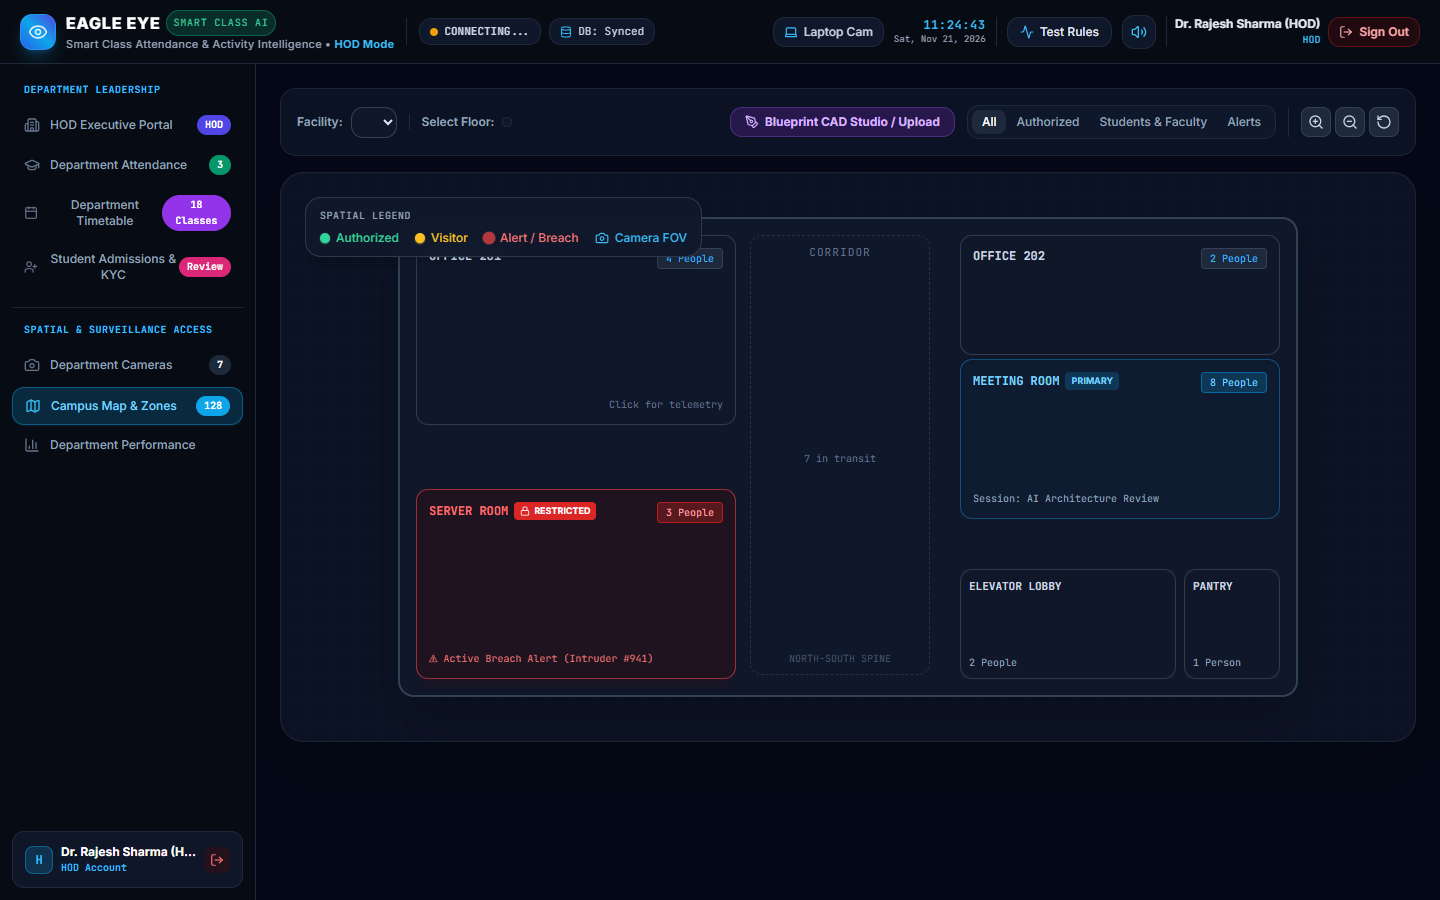 EAGLE EYE
SMART CLASS AI
Smart Class Attendance & Activity Intelligence • HOD Mode
CONNECTING...
DB: Synced
Laptop Cam
11:24:43
Sat, Nov 21, 2026
Test Rules
Dr. Rajesh Sharma (HOD)
HOD
Sign Out
DEPARTMENT LEADERSHIP
HOD Executive Portal
HOD
Department Attendance
3
Department
Timetable
18
Classes
Student Admissions &
KYC
Review
SPATIAL & SURVEILLANCE ACCESS
Department Cameras
7
Campus Map & Zones
128
Department Performance
Dr. Rajesh Sharma (H...
HOD Account
H
Facility:
Select Floor:
Blueprint CAD Studio / Upload
All
Authorized
Students & Faculty
Alerts
SPATIAL LEGEND
Authorized
Visitor
Alert / Breach
Camera FOV
OFFICE 201
4 People
Click for telemetry
CORRIDOR
7 in transit
NORTH-SOUTH SPINE
OFFICE 202
2 People
MEETING ROOM
PRIMARY
8 People
Session: AI Architecture Review
SERVER ROOM
RESTRICTED
3 People
⚠ Active Breach Alert (Intruder #941)
ELEVATOR LOBBY
2 People
PANTRY
1 Person